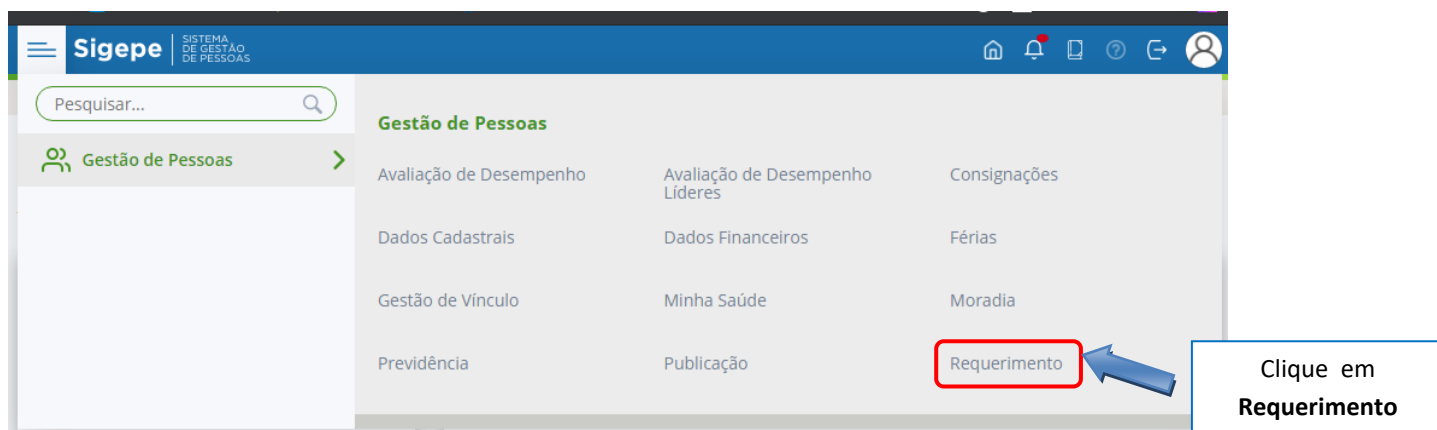 Sigepe
SISTEMA
DE GESTÃO
DE PESSOAS
Pesquisar...
Gestão de Pessoas
Gestão de Pessoas
Avaliação de Desempenho
Avaliação de Desempenho
Líderes
Consignações
Dados Cadastrais
Dados Financeiros
Férias
Gestão de Vínculo
Minha Saúde
Moradia
Previdência
Publicação
Requerimento
Clique em
Requerimento